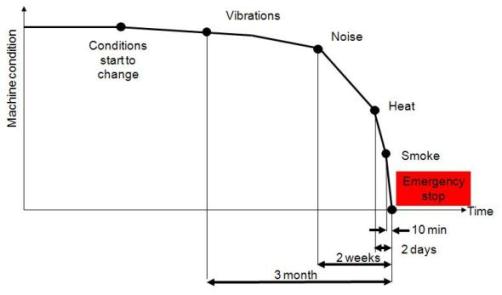 Vibrations
Noise
Conditions
start to
change
Machine condition
Heat
Smoke
Emergency
stop
Time
10 min
2 days
2 weeks
3 month